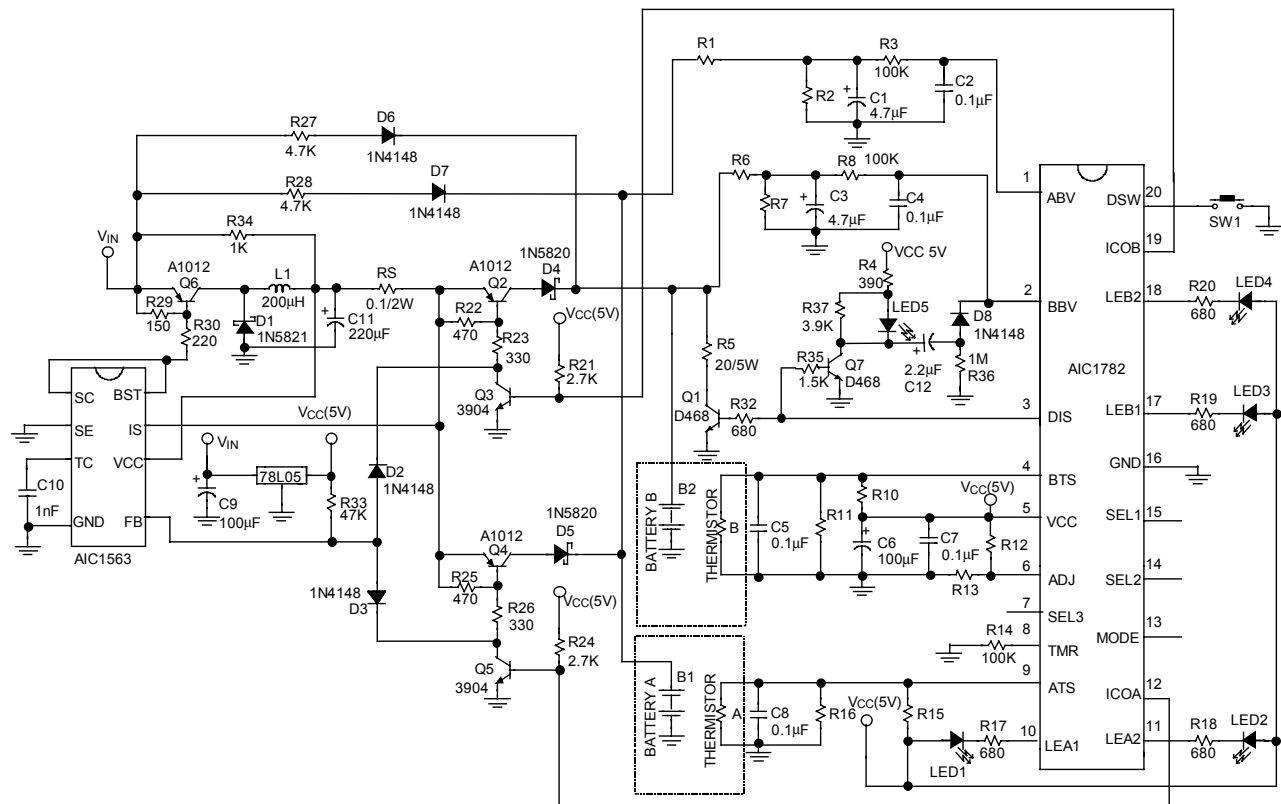 R1
R3
100K
R2
C1
4.7µF
C2
0.1µF
R27
4.7K
D6
1N4148
R28
4.7K
D7
1N4148
R34
1K
R6
R8
100K
R7
C3
4.7µF
C4
0.1µF
VIN
A1012
Q6
L1
200µH
RS
0.1/2W
A1012
Q2
1N5820
D4
R29
150
R30
220
D1
1N5821
C11
220µF
R22
470
R23
330
VCC(5V)
R21
2.7K
Q3
3904
VCC 5V
R4
390
R37
3.9K
LED5
D8
1N4148
R35
1.5K
Q7
D468
2.2µF
C12
1M
R36
R5
20/5W
Q1
D468
R32
680
SC
BST
SE
IS
TC
VCC
GND
FB
AIC1563
C10
1nF
VCC(5V)
VIN
78L05
C9
100µF
R33
47K
D2
1N4148
1N4148
D3
A1012
Q4
1N5820
D5
R25
470
R26
330
VCC(5V)
R24
2.7K
Q5
3904
BATTERY B
B2
THERMISTOR
B
C5
0.1µF
R11
R10
C6
100µF
C7
0.1µF
VCC(5V)
R12
R13
BATTERY A
B1
THERMISTOR
A
C8
0.1µF
R16
VCC(5V)
R15
LED1
R17
680
R14
100K
1
ABV
2
BBV
3
DIS
4
BTS
5
VCC
6
ADJ
7
SEL3
8
TMR
9
ATS
10
LEA1
AIC1782
DSW
20
ICOB
19
LEB2
18
LEB1
17
GND
16
SEL1
15
SEL2
14
MODE
13
ICOA
12
LEA2
11
SW1
R20
680
LED4
R19
680
LED3
R18
680
LED2